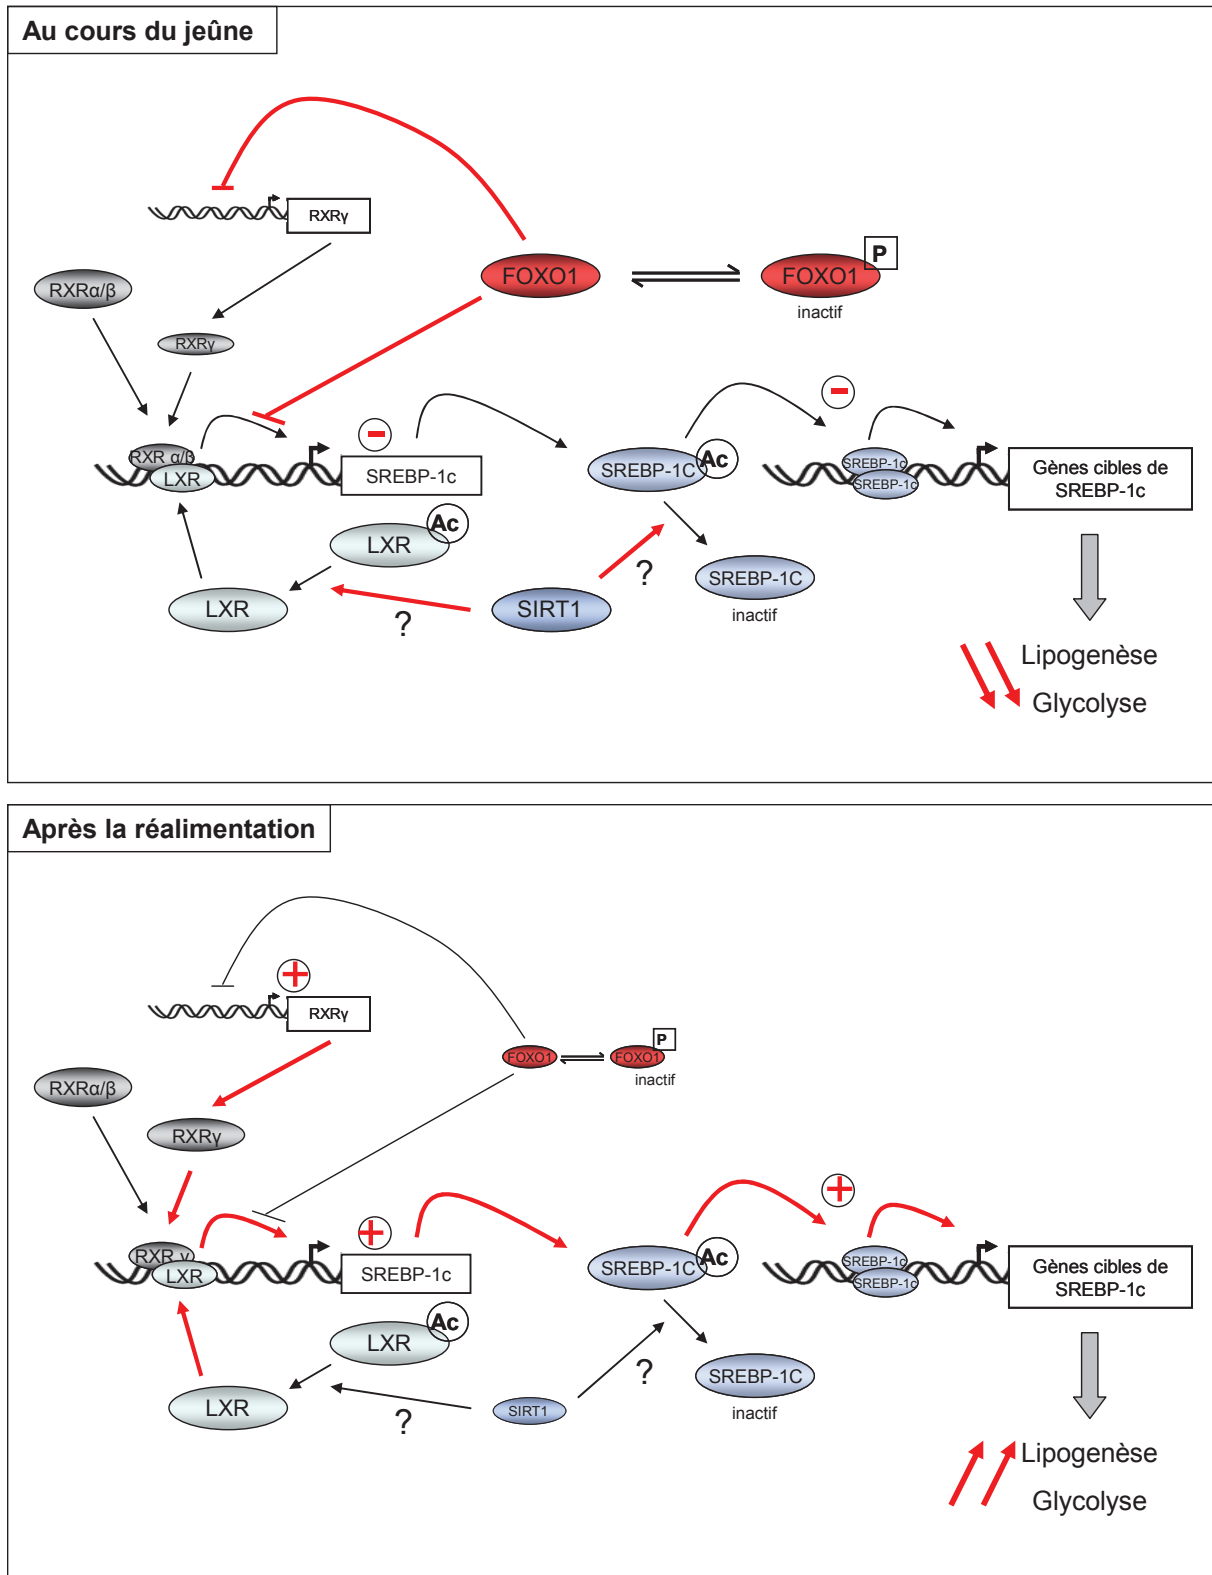 Au cours du jeûne
RXRγ
RXRα/β
FOXO1
P
FOXO1
inactif
RXRγ
RXR α/β
LXR
SREBP-1c
SREBP-1C
Ac
SREBP-1c
SREBP-1c
Gènes cibles de
SREBP-1c
LXR
Ac
LXR
?
SIRT1
?
SREBP-1C
inactif
Lipogenèse
Glycolyse
Après la réalimentation
RXRγ
RXRα/β
FOXO1
P
FOXO1
inactif
RXRγ
RXR γ
LXR
SREBP-1c
SREBP-1C
Ac
SREBP-1c
SREBP-1c
Gènes cibles de
SREBP-1c
LXR
Ac
LXR
?
SIRT1
?
SREBP-1C
inactif
Lipogenèse
Glycolyse